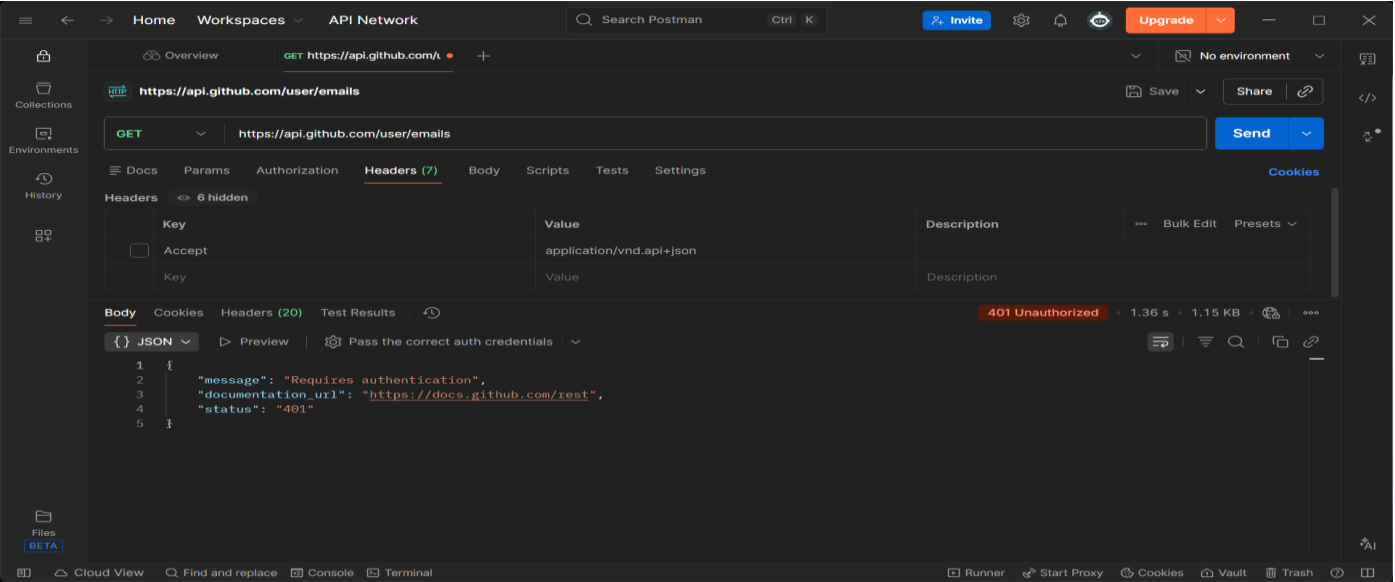 Home Workspaces API Network Search Postman Ctrl K Invite Upgrade
Overview GET https://api.github.com/u No environment
HTTP https://api.github.com/user/emails Save Share
Collections
GET https://api.github.com/user/emails Send
Environments
Docs Params Authorization Headers (7) Body Scripts Tests Settings Cookies
History
Headers 6 hidden
Key Value Description Bulk Edit Presets
Accept application/vnd.api+json
Key Value Description
Body Cookies Headers (20) Test Results 401 Unauthorized 1.36 s 1.15 KB
{} JSON Preview Pass the correct auth credentials
1 {
2 "message": "Requires authentication",
3 "documentation_url": "https://docs.github.com/rest",
4 "status": "401"
5 }
Files
BETA
AI
Cloud View Find and replace Console Terminal Runner Start Proxy Cookies Vault Trash